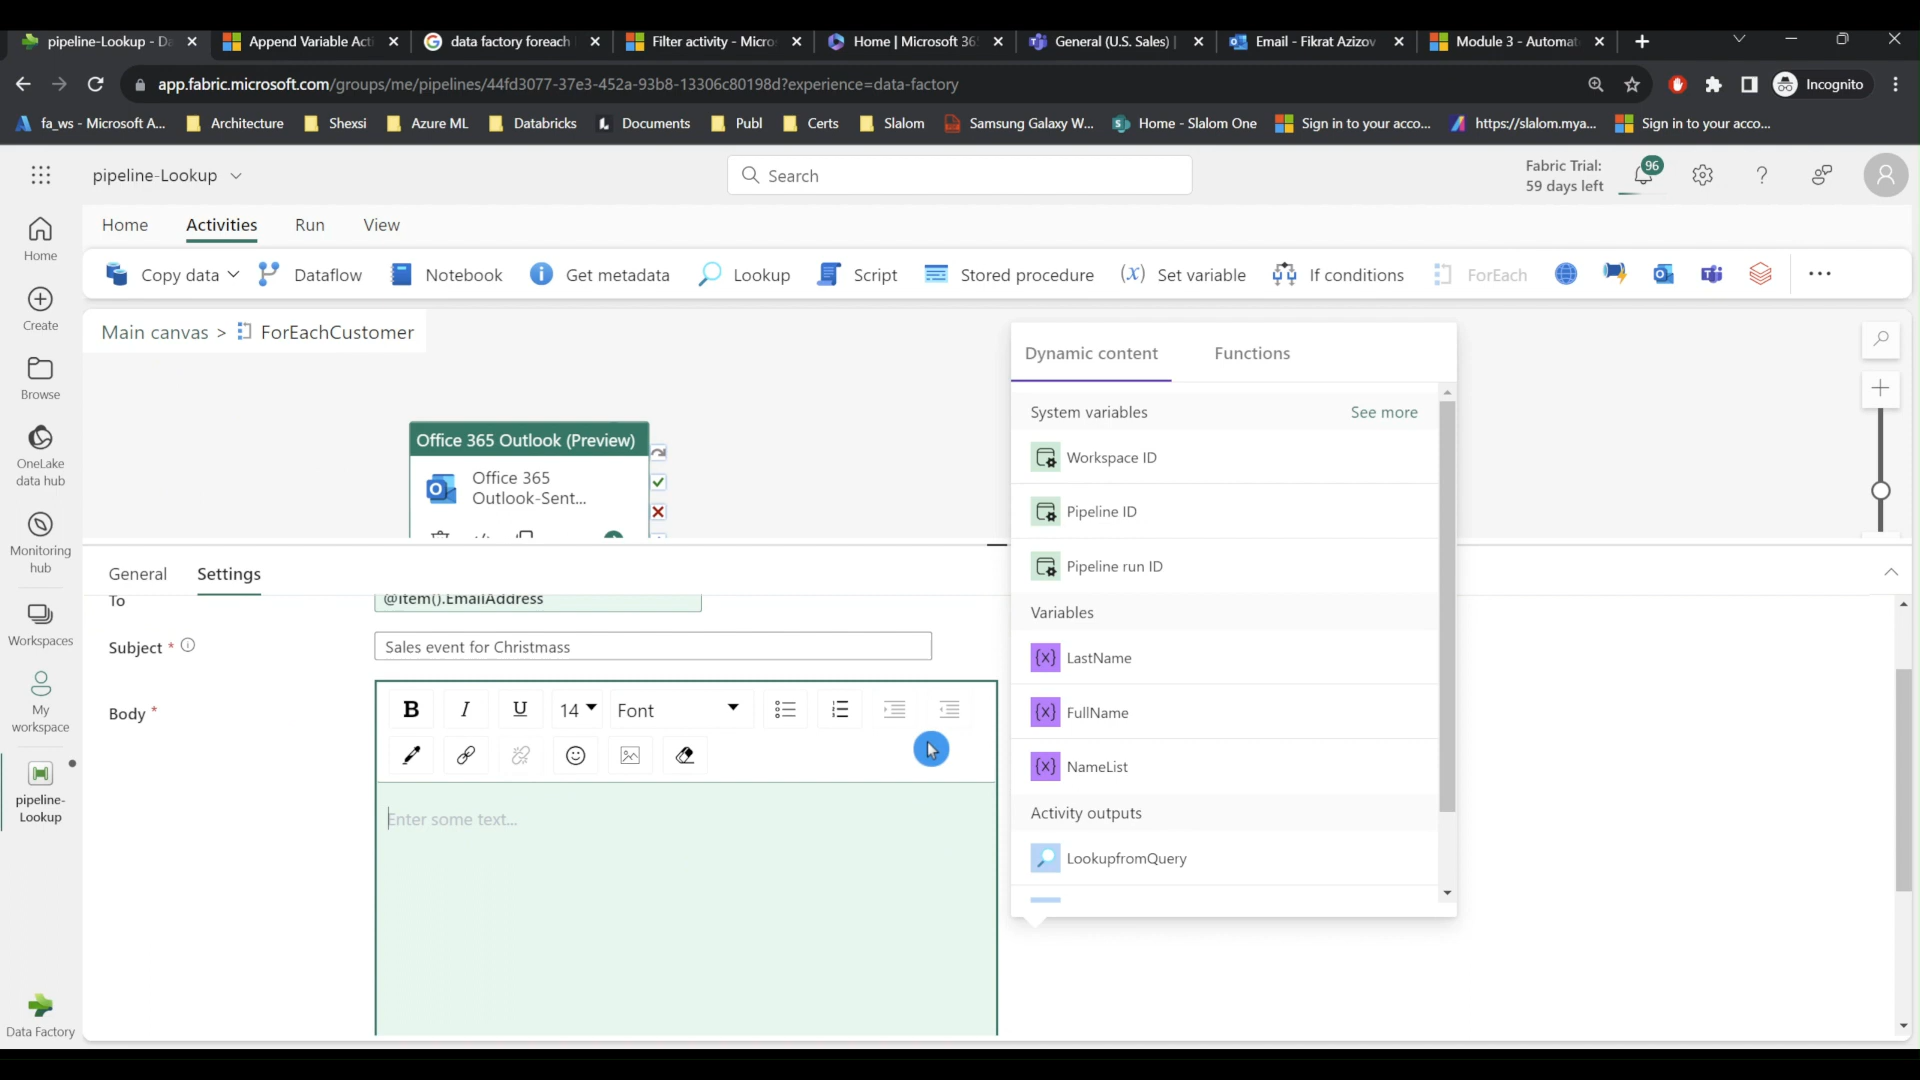 pipeline-Lookup - Da
Append Variable Acti
data factory foreach
Filter activity - Micro
Home | Microsoft 36
General (U.S. Sales) |
Email - Fikrat Azizov
Module 3 - Automat
app.fabric.microsoft.com/groups/me/pipelines/44fd3077-37e3-452a-93b8-13306c80198d?experience=data-factory
Incognito
fa_ws - Microsoft A...
Architecture
Shexsi
Azure ML
Databricks
Documents
Publ
Certs
Slalom
Samsung Galaxy W...
Home - Slalom One
Sign in to your acco...
https://slalom.mya...
Sign in to your acco...
pipeline-Lookup
Search
Fabric Trial:
59 days left
96
Home
Activities
Run
View
Copy data
Dataflow
Notebook
Get metadata
Lookup
Script
Stored procedure
(x) Set variable
If conditions
ForEach
Home
Create
Browse
OneLake
data hub
Monitoring
hub
Workspaces
My
workspace
pipeline-
Lookup
Data Factory
Main canvas > ForEachCustomer
Office 365 Outlook (Preview)
Office 365
Outlook-Sent...
General
Settings
To
@item().EmailAddress
Subject *
Sales event for Christmass
Body *
B I U 14 Font
Enter some text...
Dynamic content
Functions
System variables
See more
Workspace ID
Pipeline ID
Pipeline run ID
Variables
{x} LastName
{x} FullName
{x} NameList
Activity outputs
LookupfromQuery